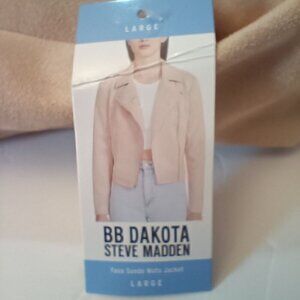 LARGE
BB DAKOTA
STEVE MADDEN
Faux Suede Moto Jacket
LARGE